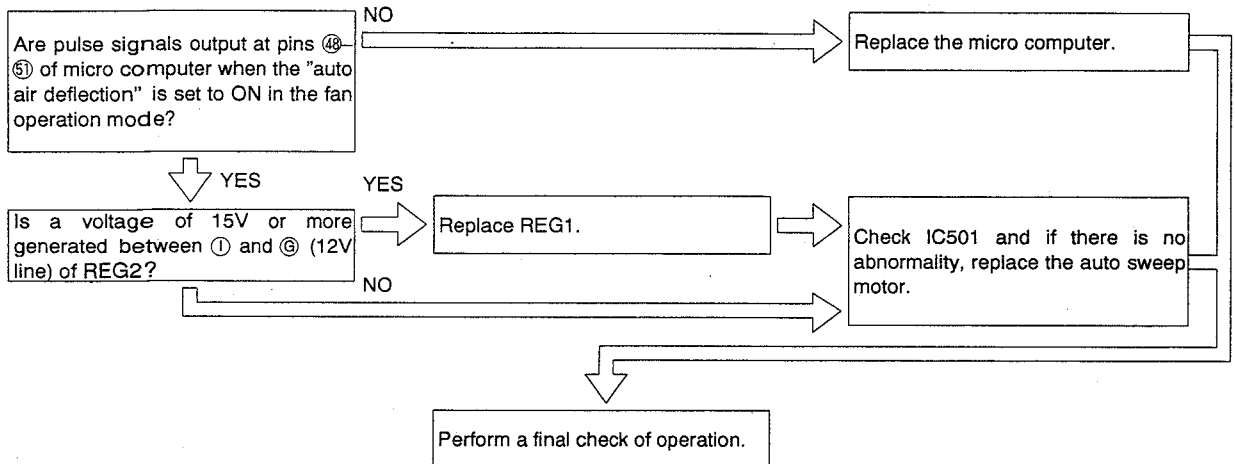 NO
Are pulse signals output at pins ㊽–
㉛ of micro computer when the "auto
air deflection" is set to ON in the fan
operation mode?
Replace the micro computer.
YES
YES
Is a voltage of 15V or more
generated between Ⓘ and Ⓖ (12V
line) of REG2?
Replace REG1.
Check IC501 and if there is no
abnormality, replace the auto sweep
motor.
NO
Perform a final check of operation.